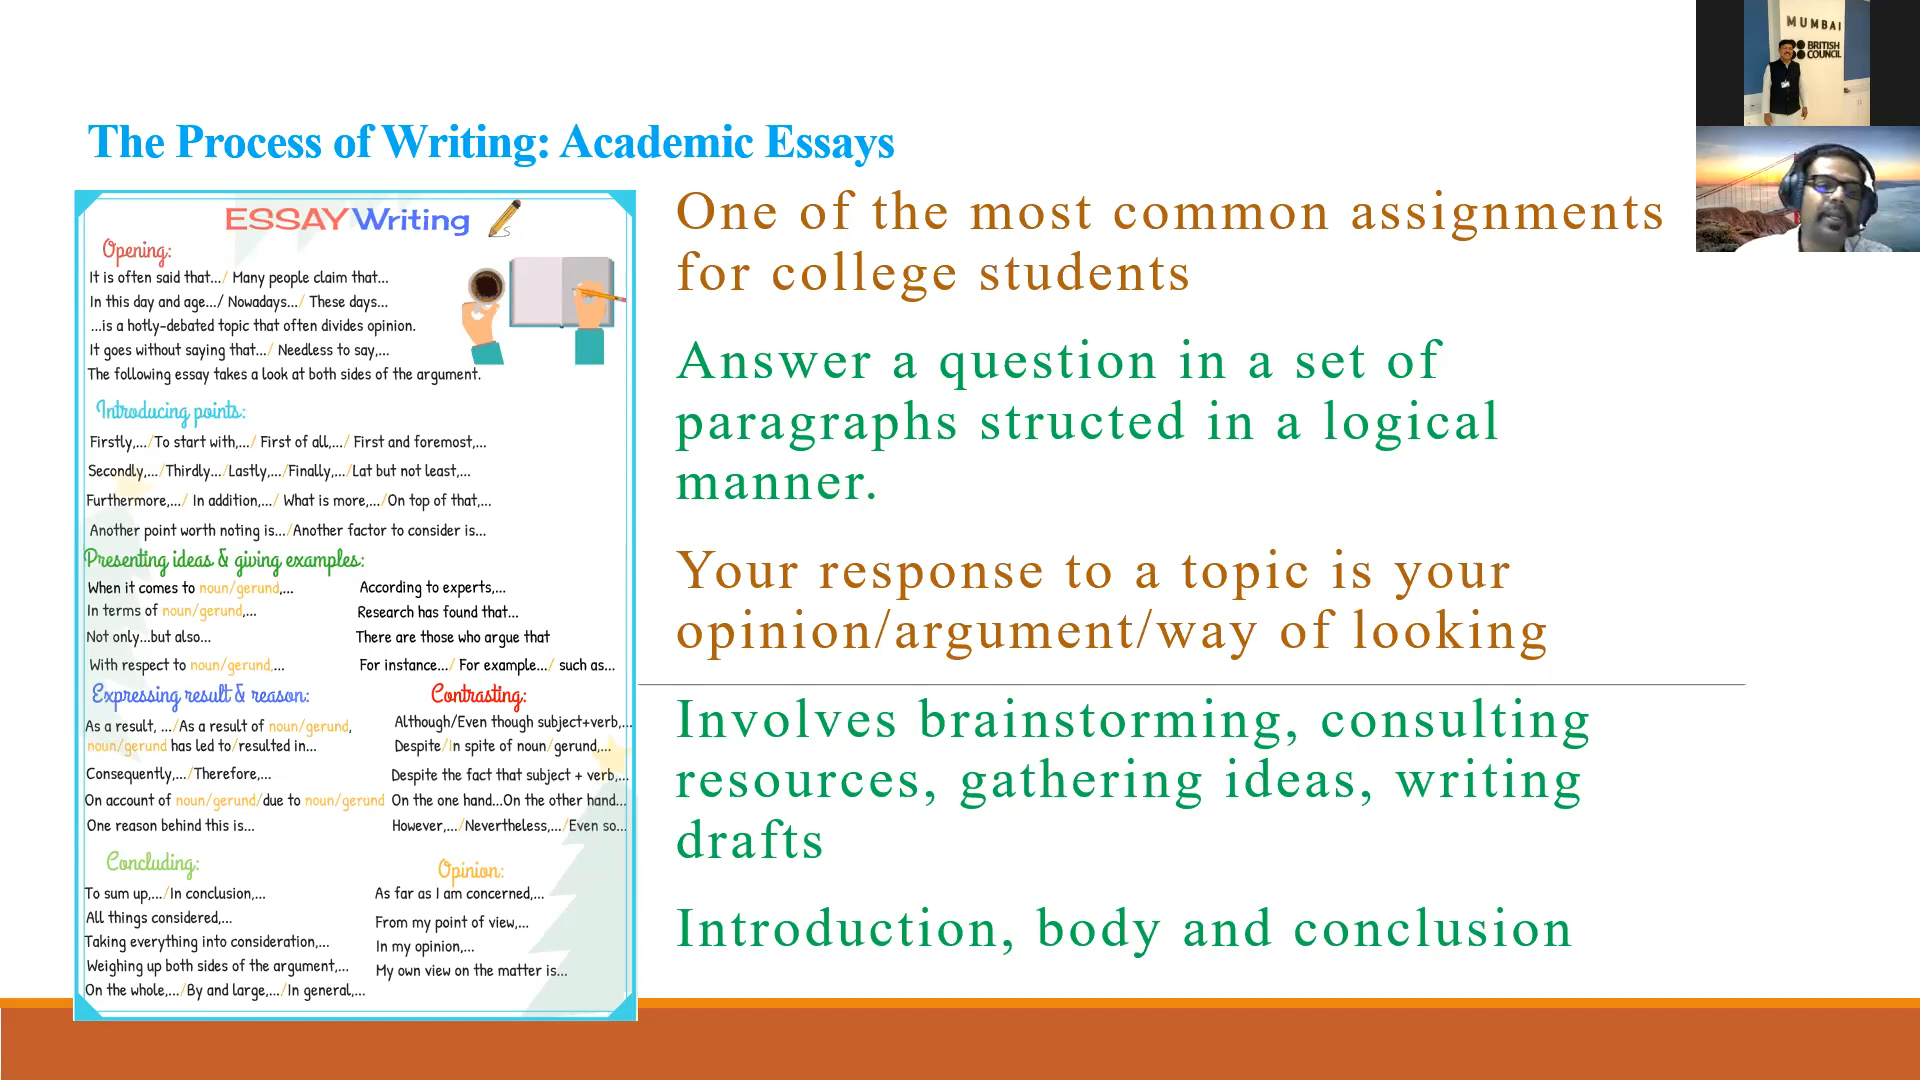 MUMBAI
BRITISH
COUNCIL
The Process of Writing: Academic Essays
ESSAY Writing
Opening:
It is often said that.../ Many people claim that...
In this day and age.../ Nowadays.../ These days...
...is a hotly-debated topic that often divides opinion.
It goes without saying that.../ Needless to say,...
The following essay takes a look at both sides of the argument.
Introducing points:
Firstly,.../To start with,.../ First of all,.../ First and foremost,...
Secondly,.../Thirdly.../Lastly,.../Finally,.../Lat but not least,...
Furthermore,.../ In addition,.../ What is more,.../On top of that,...
Another point worth noting is.../Another factor to consider is...
Presenting ideas & giving examples:
When it comes to noun/gerund,...
In terms of noun/gerund,...
Not only...but also...
With respect to noun/gerund,...
According to experts,...
Research has found that...
There are those who argue that
For instance.../ For example.../ such as...
Expressing result & reason:
As a result, .../As a result of noun/gerund,
noun/gerund has led to/resulted in...
Consequently,.../Therefore,...
On account of noun/gerund/due to noun/gerund
One reason behind this is...
Contrasting:
Although/Even though subject+verb,...
Despite/In spite of noun/gerund,...
Despite the fact that subject + verb,...
On the one hand...On the other hand...
However,.../Nevertheless,.../Even so...
Concluding:
To sum up,.../In conclusion,...
All things considered,...
Taking everything into consideration,...
Weighing up both sides of the argument,...
On the whole,.../By and large,.../In general,...
Opinion:
As far as I am concerned,...
From my point of view,...
In my opinion,...
My own view on the matter is...
One of the most common assignments
for college students
Answer a question in a set of
paragraphs structed in a logical
manner.
Your response to a topic is your
opinion/argument/way of looking
Involves brainstorming, consulting
resources, gathering ideas, writing
drafts
Introduction, body and conclusion